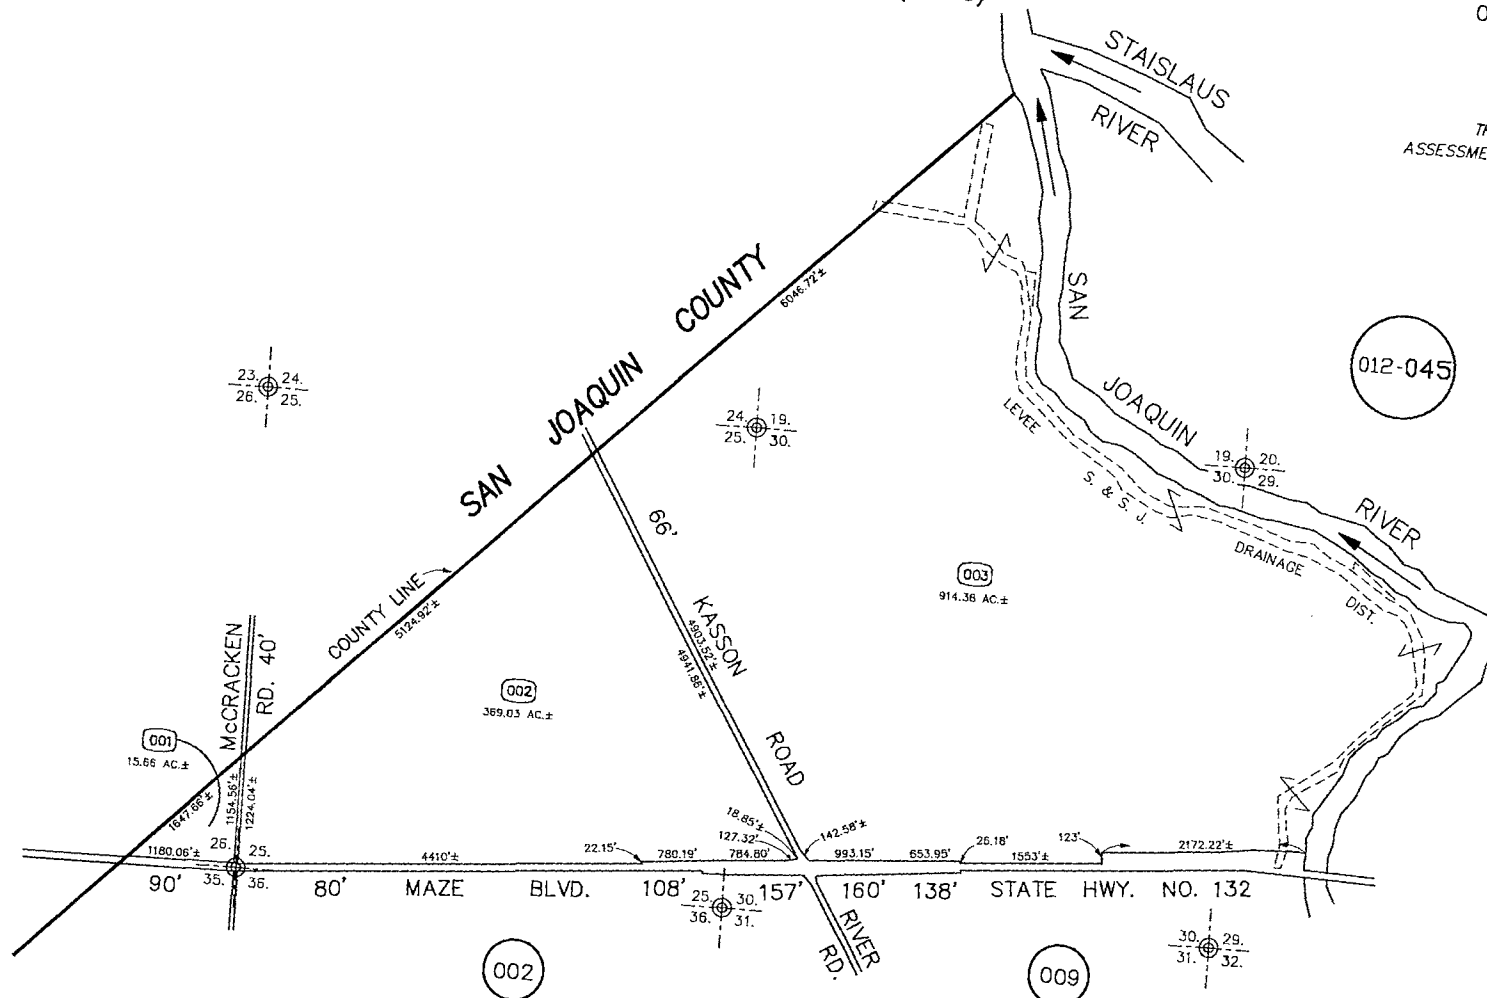 STAISLAUS
RIVER
ASSESSME
SAN JOAQUIN COUNTY
6046.72'±
SAN
JOAQUIN
RIVER
012-045
23. 24.
26. 25.
24. 19.
25. 30.
19. 20.
30. 29.
LEVEE
S. & S. J.
DRAINAGE
DIST.
66'
KASSON
ROAD
4903.52'±
4941.86'±
003
914.36 AC.±
COUNTY LINE
5124.92'±
McCRACKEN
RD. 40'
002
369.03 AC.±
001
15.66 AC.±
1647.66'±
1154.56'±
1224.04'±
18.85'±
127.32'
142.58'±
1180.06'±
26. 25.
35. 36.
4410'±
22.15'
780.19'
784.80'
993.15'
653.95'
26.18'
1553'±
123'
2172.22'±
90' 80' MAZE BLVD. 108' 157' 160' 138' STATE HWY. NO. 132
25. 30.
36. 31.
RIVER
RD.
30. 29.
31. 32.
002
009